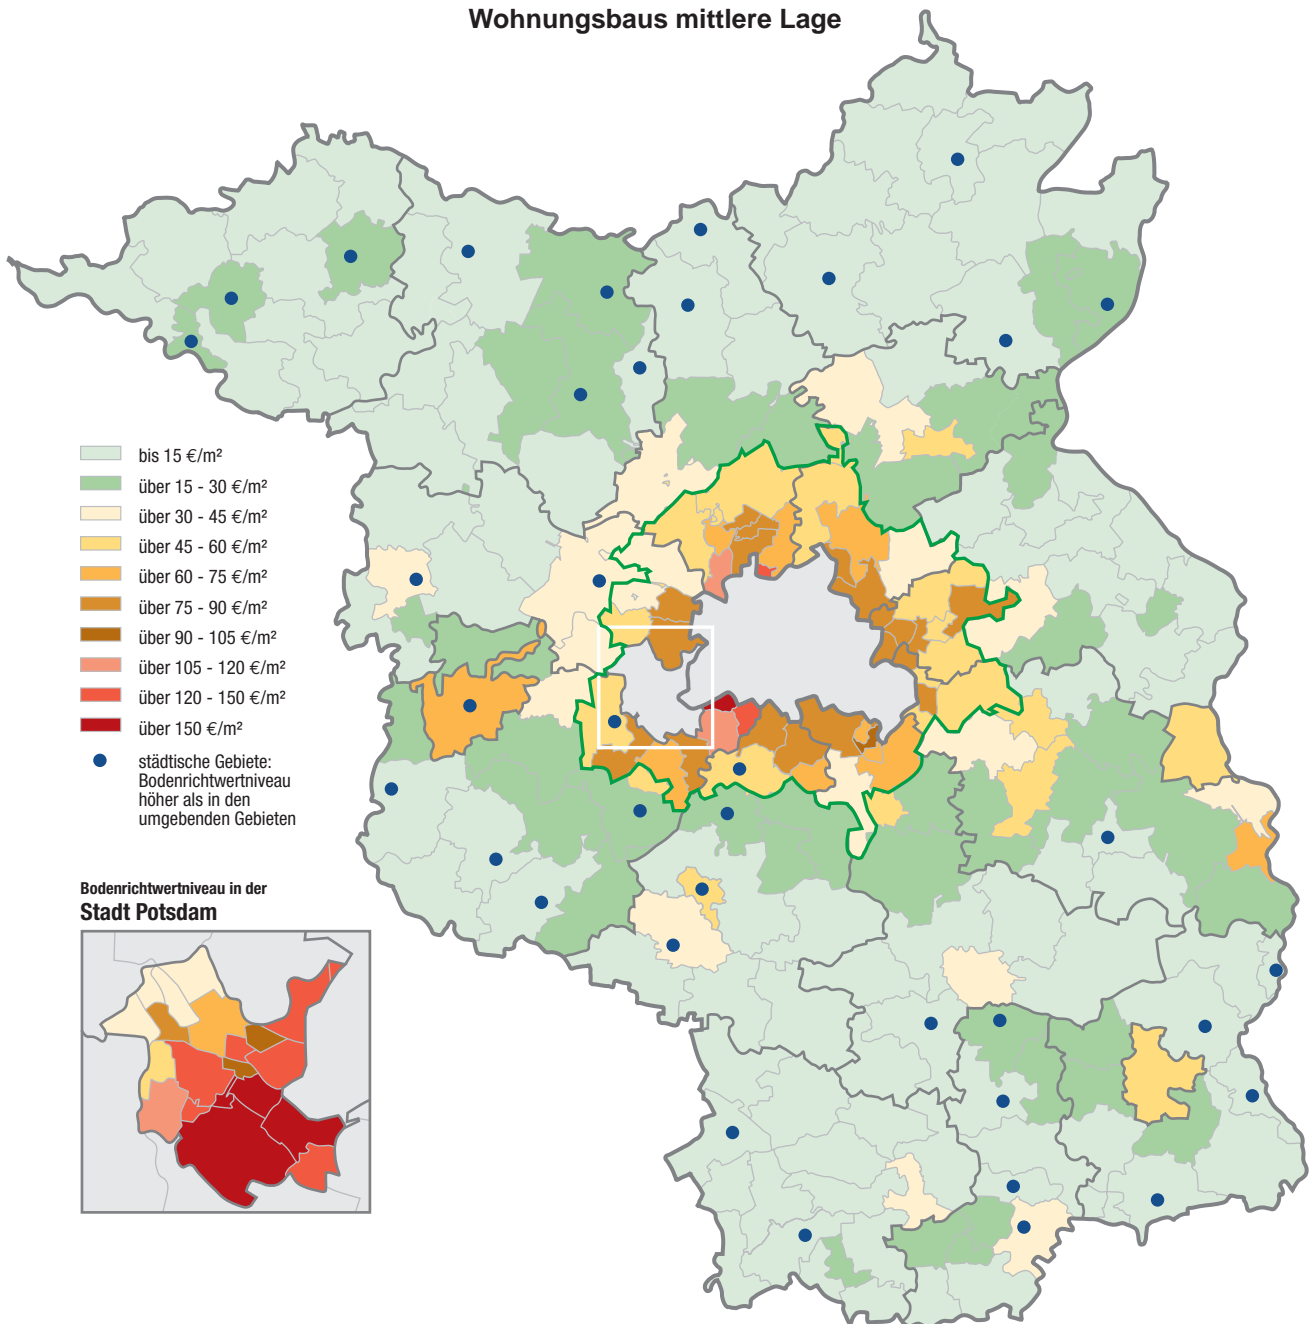 Wohnungsbaus mittlere Lage
bis 15 €/m²
über 15 - 30 €/m²
über 30 - 45 €/m²
über 45 - 60 €/m²
über 60 - 75 €/m²
über 75 - 90 €/m²
über 90 - 105 €/m²
über 105 - 120 €/m²
über 120 - 150 €/m²
über 150 €/m²
städtische Gebiete:
Bodenrichtwertniveau
höher als in den
umgebenden Gebieten
Bodenrichtwertniveau in der
Stadt Potsdam